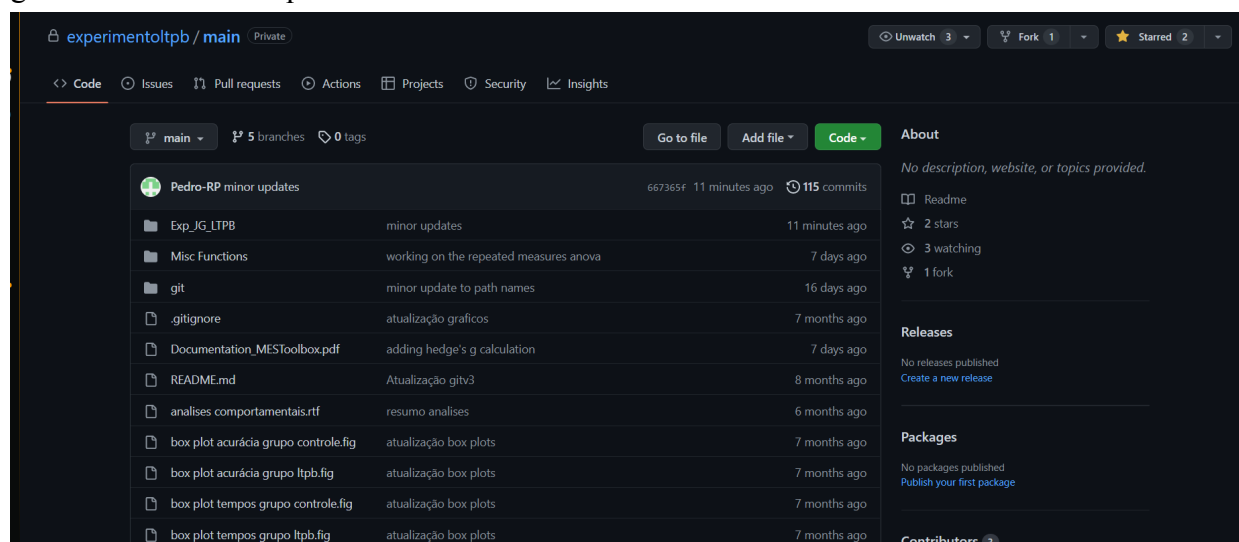 experimentoltpb / main Private
Unwatch 3 Fork 1 Starred 2
Code Issues Pull requests Actions Projects Security Insights
main 5 branches 0 tags Go to file Add file Code
Pedro-RP minor updates 667365f 11 minutes ago 115 commits
Exp_JG_LTPB minor updates 11 minutes ago
Misc Functions working on the repeated measures anova 7 days ago
git minor update to path names 16 days ago
.gitignore atualização graficos 7 months ago
Documentation_MESToolbox.pdf adding hedge's g calculation 7 days ago
README.md Atualização gitv3 8 months ago
analises comportamentais.rtf resumo analises 6 months ago
box plot acurácia grupo controle.fig atualização box plots 7 months ago
box plot acurácia grupo ltpb.fig atualização box plots 7 months ago
box plot tempos grupo controle.fig atualização box plots 7 months ago
box plot tempos grupo ltpb.fig atualização box plots 7 months ago
About
No description, website, or topics provided.
Readme
2 stars
3 watching
1 fork
Releases
No releases published
Create a new release
Packages
No packages published
Publish your first package
Contributors